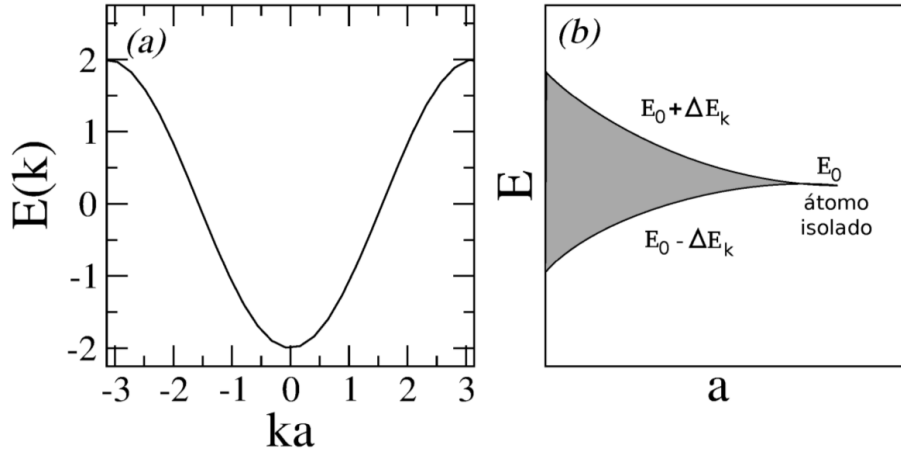 (a)
E(k)
2
1
0
-1
-2
-3 -2 -1 0 1 2 3
ka
(b)
E
E₀+ΔEₖ
E₀
átomo
isolado
E₀ - ΔEₖ
a